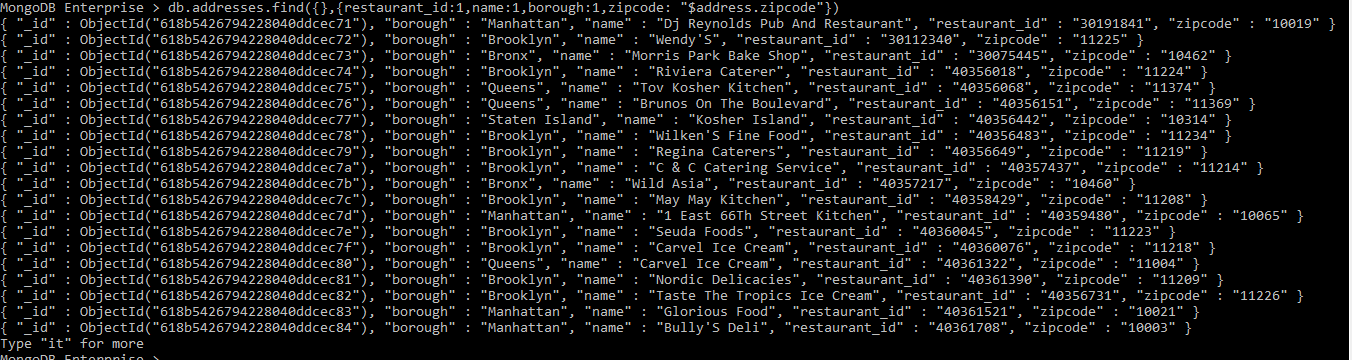 MongoDB Enterprise > db.addresses.find({},{restaurant_id:1,name:1,borough:1,zipcode: "$address.zipcode"})
{ "_id" : ObjectId("618b5426794228040ddcec71"), "borough" : "Manhattan", "name" : "Dj Reynolds Pub And Restaurant", "restaurant_id" : "30191841", "zipcode" : "10019" }
{ "_id" : ObjectId("618b5426794228040ddcec72"), "borough" : "Brooklyn", "name" : "Wendy'S", "restaurant_id" : "30112340", "zipcode" : "11225" }
{ "_id" : ObjectId("618b5426794228040ddcec73"), "borough" : "Bronx", "name" : "Morris Park Bake Shop", "restaurant_id" : "30075445", "zipcode" : "10462" }
{ "_id" : ObjectId("618b5426794228040ddcec74"), "borough" : "Brooklyn", "name" : "Riviera Caterer", "restaurant_id" : "40356018", "zipcode" : "11224" }
{ "_id" : ObjectId("618b5426794228040ddcec75"), "borough" : "Queens", "name" : "Tov Kosher Kitchen", "restaurant_id" : "40356068", "zipcode" : "11374" }
{ "_id" : ObjectId("618b5426794228040ddcec76"), "borough" : "Queens", "name" : "Brunos On The Boulevard", "restaurant_id" : "40356151", "zipcode" : "11369" }
{ "_id" : ObjectId("618b5426794228040ddcec77"), "borough" : "Staten Island", "name" : "Kosher Island", "restaurant_id" : "40356442", "zipcode" : "10314" }
{ "_id" : ObjectId("618b5426794228040ddcec78"), "borough" : "Brooklyn", "name" : "Wilken'S Fine Food", "restaurant_id" : "40356483", "zipcode" : "11234" }
{ "_id" : ObjectId("618b5426794228040ddcec79"), "borough" : "Brooklyn", "name" : "Regina Caterers", "restaurant_id" : "40356649", "zipcode" : "11219" }
{ "_id" : ObjectId("618b5426794228040ddcec7a"), "borough" : "Brooklyn", "name" : "C & C Catering Service", "restaurant_id" : "40357437", "zipcode" : "11214" }
{ "_id" : ObjectId("618b5426794228040ddcec7b"), "borough" : "Bronx", "name" : "Wild Asia", "restaurant_id" : "40357217", "zipcode" : "10460" }
{ "_id" : ObjectId("618b5426794228040ddcec7c"), "borough" : "Brooklyn", "name" : "May May Kitchen", "restaurant_id" : "40358429", "zipcode" : "11208" }
{ "_id" : ObjectId("618b5426794228040ddcec7d"), "borough" : "Manhattan", "name" : "1 East 66Th Street Kitchen", "restaurant_id" : "40359480", "zipcode" : "10065" }
{ "_id" : ObjectId("618b5426794228040ddcec7e"), "borough" : "Brooklyn", "name" : "Seuda Foods", "restaurant_id" : "40360045", "zipcode" : "11223" }
{ "_id" : ObjectId("618b5426794228040ddcec7f"), "borough" : "Brooklyn", "name" : "Carvel Ice Cream", "restaurant_id" : "40360076", "zipcode" : "11218" }
{ "_id" : ObjectId("618b5426794228040ddcec80"), "borough" : "Queens", "name" : "Carvel Ice Cream", "restaurant_id" : "40361322", "zipcode" : "11004" }
{ "_id" : ObjectId("618b5426794228040ddcec81"), "borough" : "Brooklyn", "name" : "Nordic Delicacies", "restaurant_id" : "40361390", "zipcode" : "11209" }
{ "_id" : ObjectId("618b5426794228040ddcec82"), "borough" : "Brooklyn", "name" : "Taste The Tropics Ice Cream", "restaurant_id" : "40356731", "zipcode" : "11226" }
{ "_id" : ObjectId("618b5426794228040ddcec83"), "borough" : "Manhattan", "name" : "Glorious Food", "restaurant_id" : "40361521", "zipcode" : "10021" }
{ "_id" : ObjectId("618b5426794228040ddcec84"), "borough" : "Manhattan", "name" : "Bully'S Deli", "restaurant_id" : "40361708", "zipcode" : "10003" }
Type "it" for more
MongoDB Enterprise >